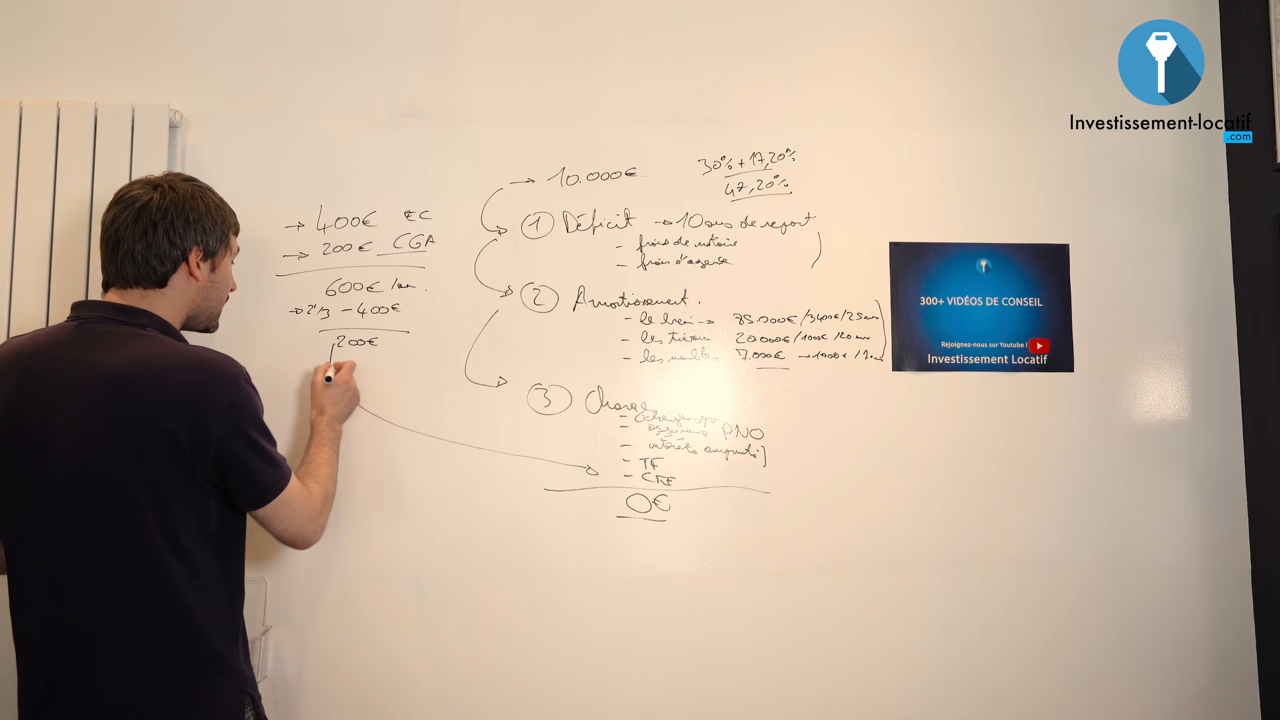 Investissement-locatif
.com
→ 400€ EC
→ 200€ CGA
600€ / an.
→ 2/3 - 400€
200€
→ 10.000€
30% + 17,20%
47,20%
1 Déficit → 10 ans de report
- frais de notaire
- frais d'agence
2 Amortissement.
- le bien → 85.000€ / 3400€ / 25 ans
- les travaux 20.000€ / 1000€ / 20 ans
- les meubles 7.000€ → 1000€ / 7 ans
3 Charges
- assurance PNO
- intérêts emprunts]
- TF
- CFE
0€
300+ VIDÉOS DE CONSEIL
Rejoignez-nous sur Youtube !
Investissement Locatif